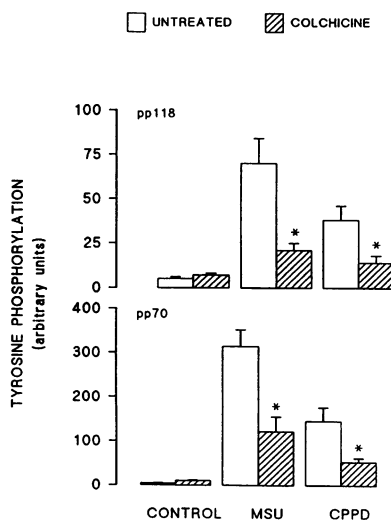 UNTREATED COLCHICINE
TYROSINE PHOSPHORYLATION
(arbitrary units)
pp118
100
75
50
25
0
*
*
pp70
400
300
200
100
0
*
*
CONTROL MSU CPPD